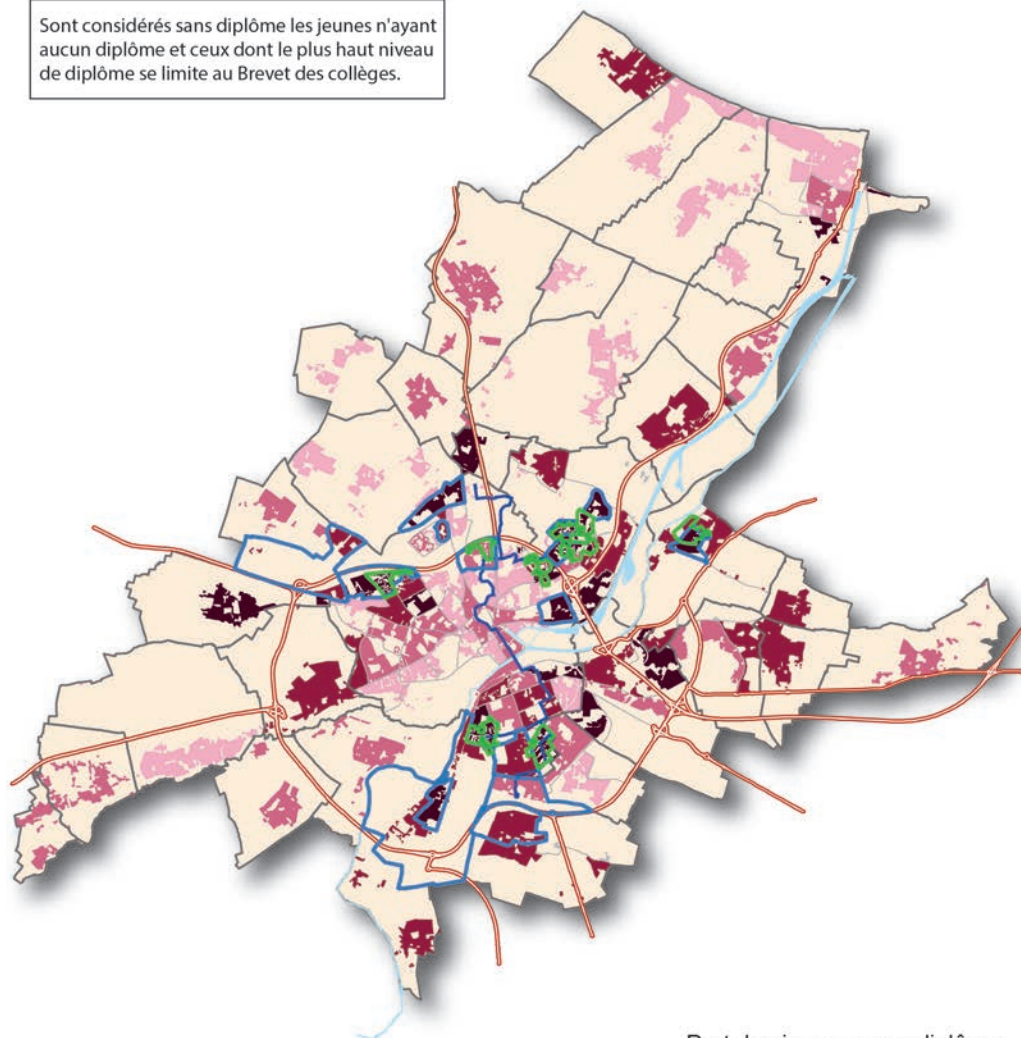 Sont considérés sans diplôme les jeunes n'ayant
aucun diplôme et ceux dont le plus haut niveau
de diplôme se limite au Brevet des collèges.